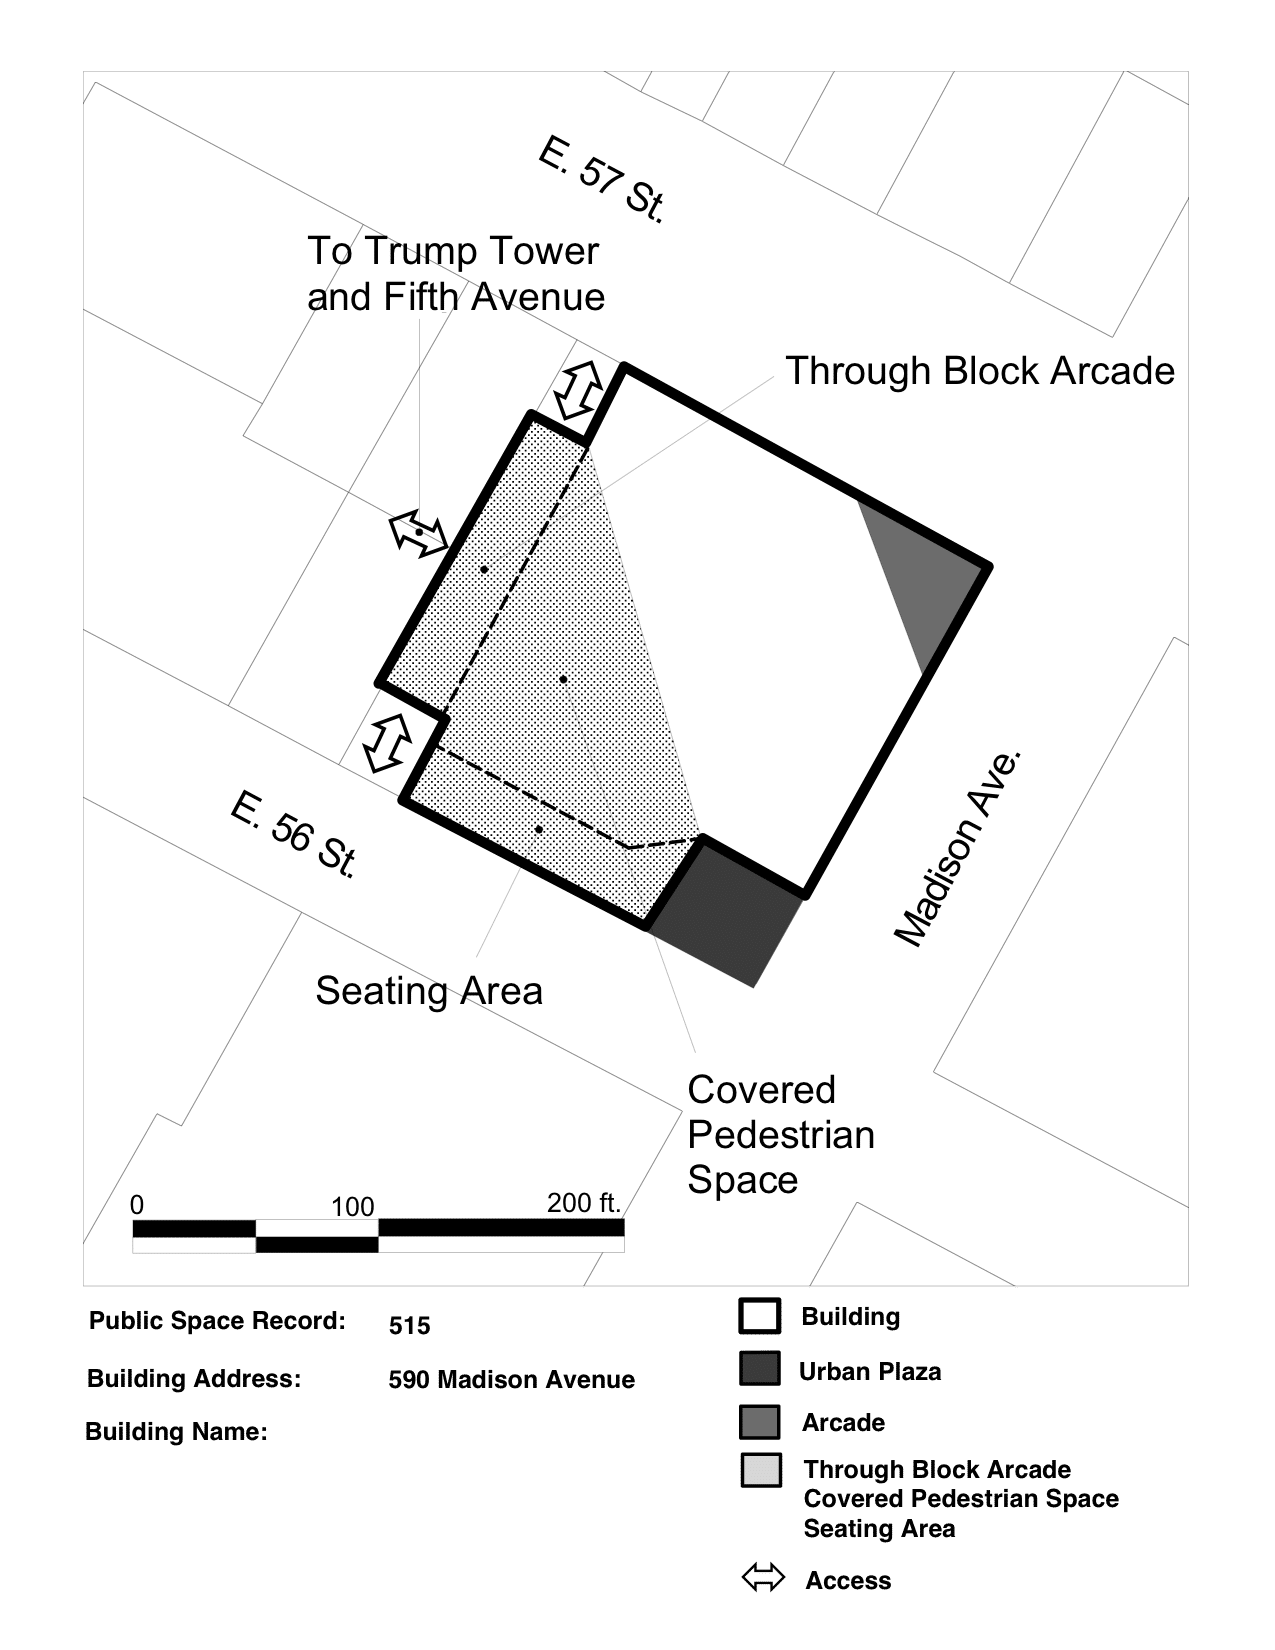 E. 57 St.
To Trump Tower
and Fifth Avenue
Through Block Arcade
Madison Ave.
E. 56 St.
Seating Area
Covered
Pedestrian
Space
0 100 200 ft.
Public Space Record: 515
Building Address: 590 Madison Avenue
Building Name:
Building
Urban Plaza
Arcade
Through Block Arcade
Covered Pedestrian Space
Seating Area
Access